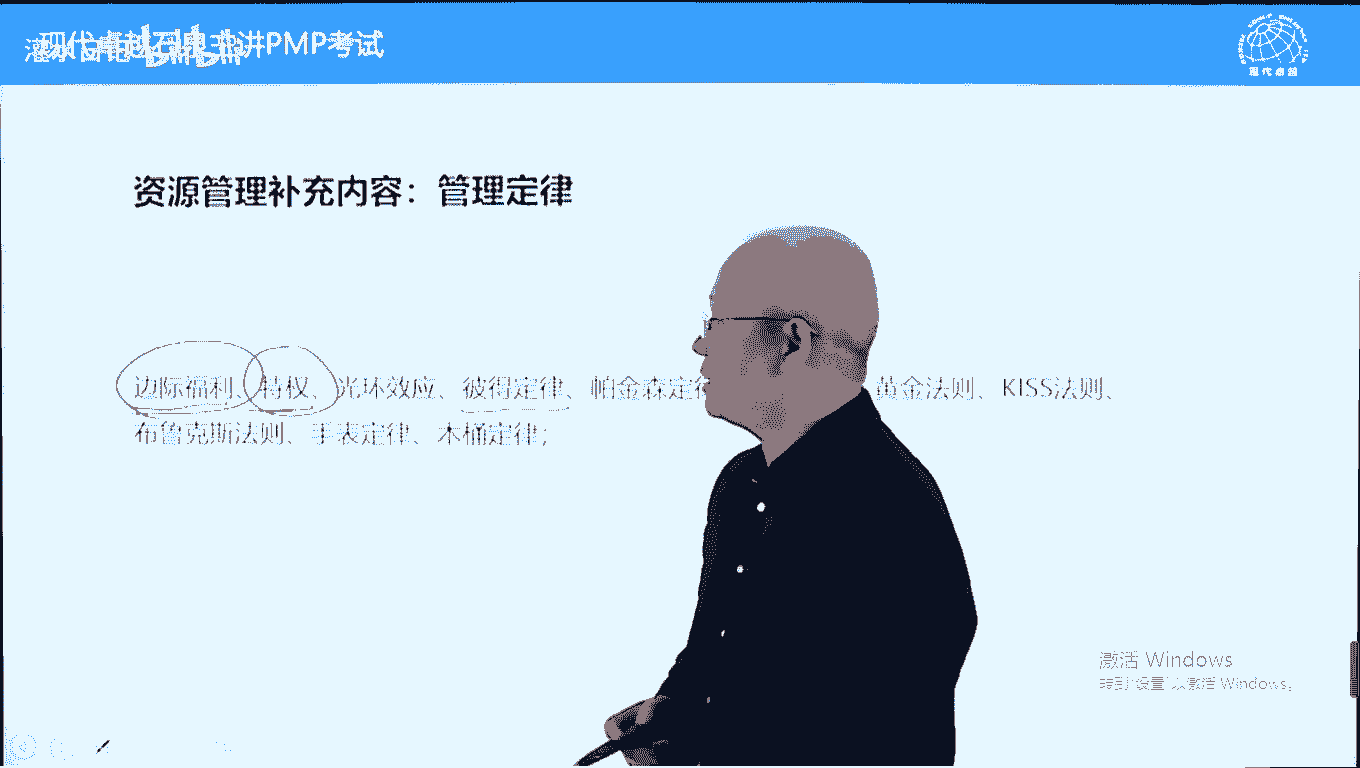 现代卓越石泉主讲PMP考试
现代卓越
资源管理补充内容：管理定律
边际福利、特权、光环效应、彼得定律、帕金森定律 黄金法则、KISS法则、
布鲁克斯法则、手表定律、木桶定律；
激活 Windows
转到"设置"以激活 Windows。